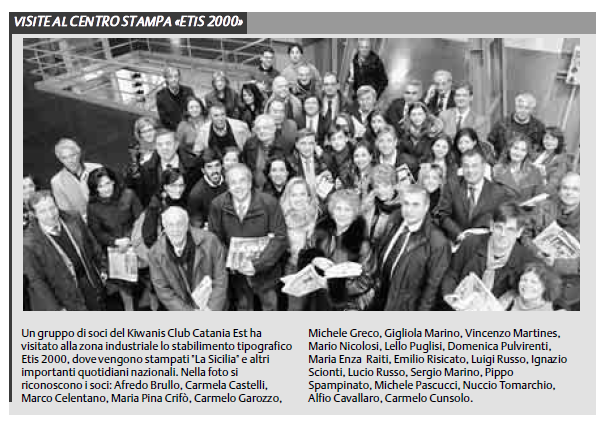 VISITE AL CENTRO STAMPA «ETIS 2000»
Un gruppo di soci del Kiwanis Club Catania Est ha
visitato alla zona industriale lo stabilimento tipografico
Etis 2000, dove vengono stampati "La Sicilia" e altri
importanti quotidiani nazionali. Nella foto si
riconoscono i soci: Afredo Brullo, Carmela Castelli,
Marco Celentano, Maria Pina Crifò, Carmelo Garozzo,
Michele Greco, Gigliola Marino, Vincenzo Martines,
Mario Nicolosi, Lello Puglisi, Domenica Pulvirenti,
Maria Enza Raiti, Emilio Risicato, Luigi Russo, Ignazio
Scionti, Lucio Russo, Sergio Marino, Pippo
Spampinato, Michele Pascucci, Nuccio Tomarchio,
Alfio Cavallaro, Carmelo Cunsolo.